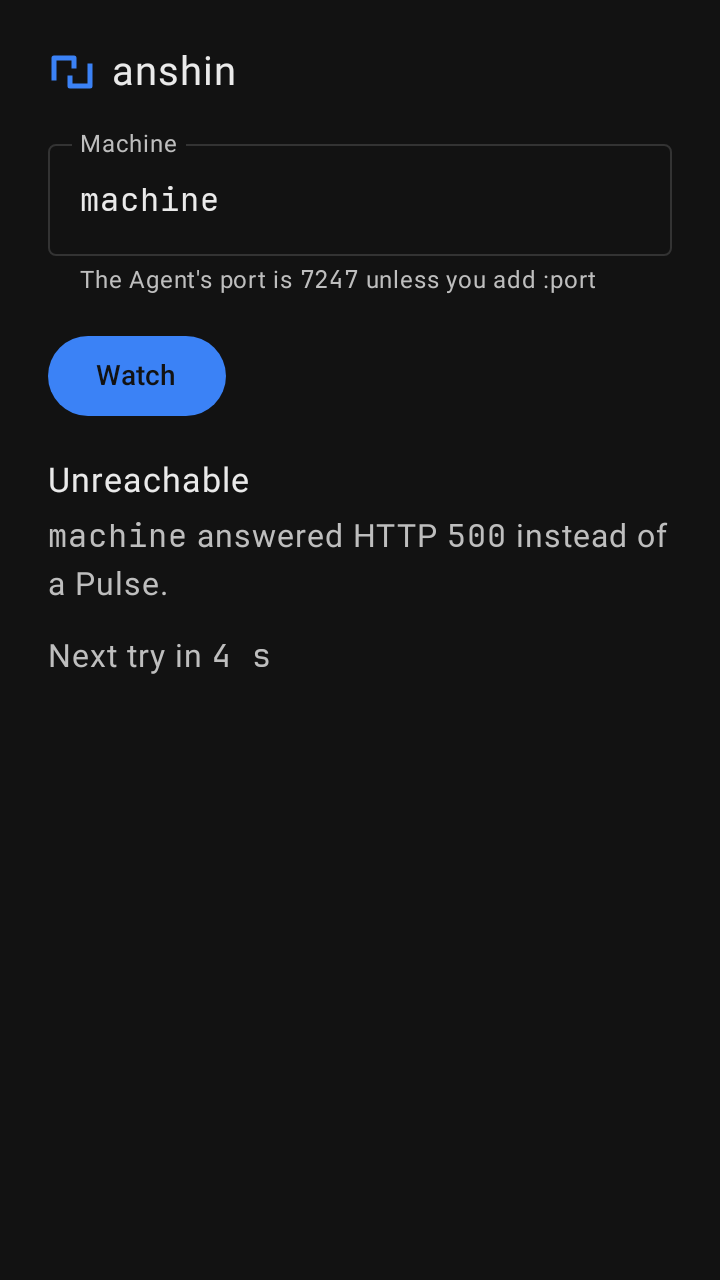 anshin
Machine
machine
The Agent's port is 7247 unless you add :port
Watch
Unreachable
machine answered HTTP 500 instead of
a Pulse.
Next try in 4 s